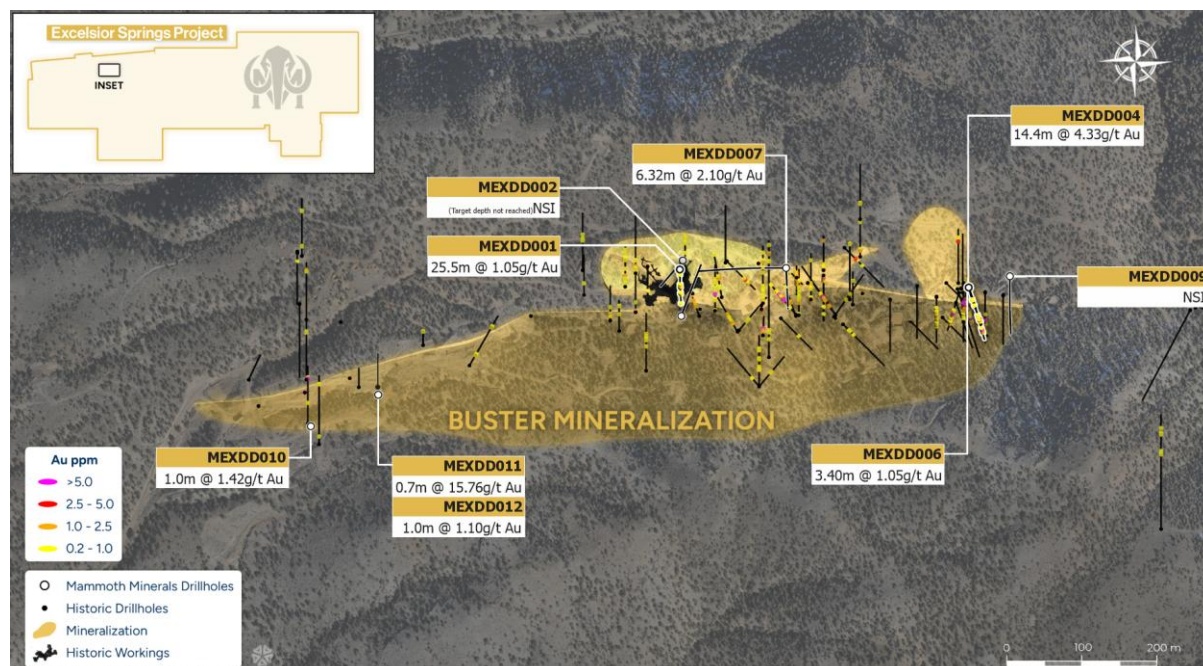 Excelsior Springs Project
INSET
MEXDD004
14.4m @ 4.33g/t Au
MEXDD007
6.32m @ 2.10g/t Au
MEXDD002
(Target depth not reached)NSI
MEXDD001
25.5m @ 1.05g/t Au
MEXDD009
NSI
BUSTER MINERALIZATION
MEXDD010
1.0m @ 1.42g/t Au
MEXDD011
0.7m @ 15.76g/t Au
MEXDD012
1.0m @ 1.10g/t Au
MEXDD006
3.40m @ 1.05g/t Au
Au ppm
>5.0
2.5 - 5.0
1.0 - 2.5
0.2 - 1.0
Mammoth Minerals Drillholes
Historic Drillholes
Mineralization
Historic Workings
0 100 200 m